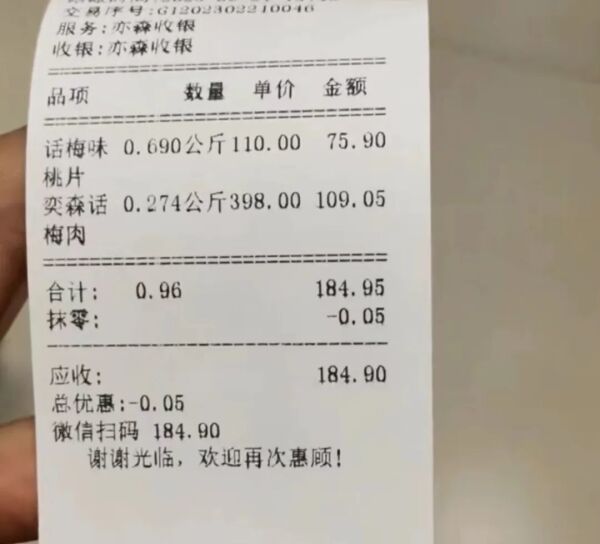 交易序号:G1202302210046
服务:亦森收银
收银:亦森收银
品项 数量 单价 金额
话梅味 0.690公斤110.00 75.90
桃片
奕森话 0.274公斤398.00 109.05
梅肉
合计: 0.96 184.95
抹零: -0.05
应收: 184.90
总优惠:-0.05
微信扫码 184.90
谢谢光临，欢迎再次惠顾!